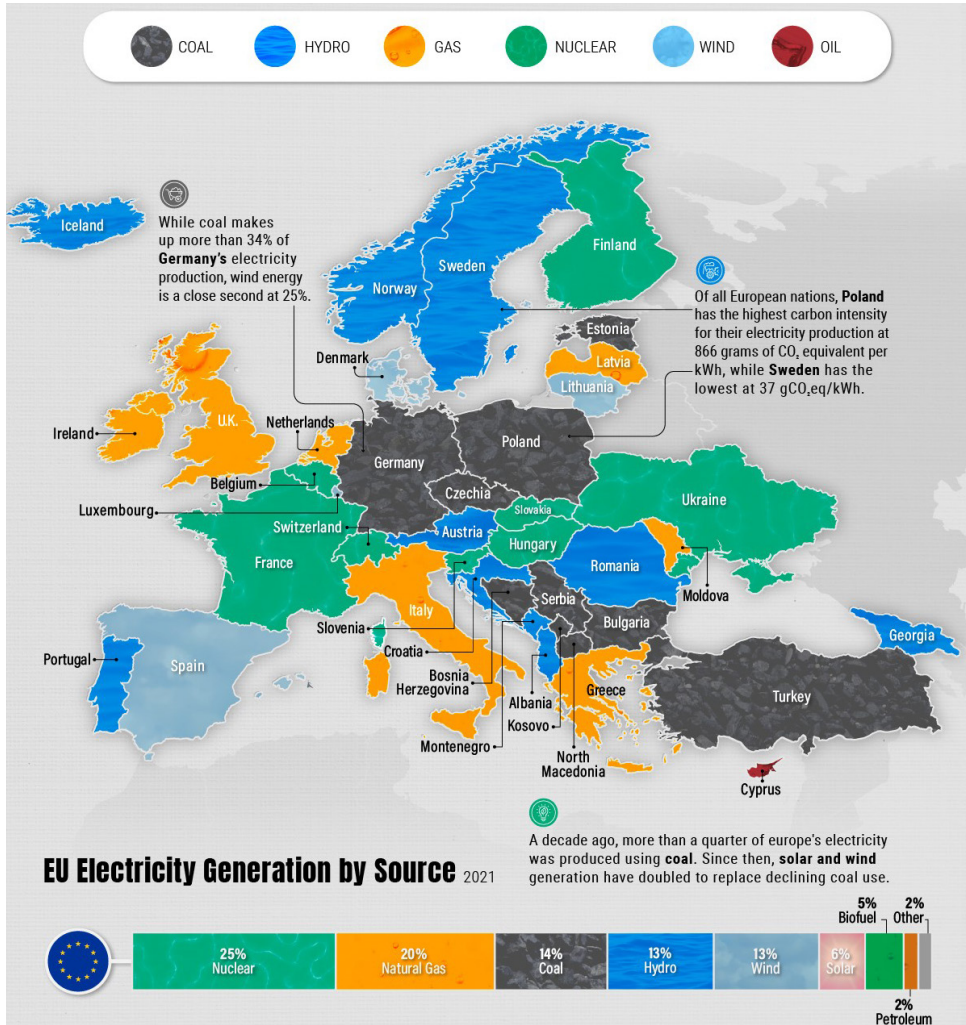 COAL
HYDRO
GAS
NUCLEAR
WIND
OIL
Iceland
While coal makes
up more than 34% of
Germany's electricity
production, wind energy
is a close second at 25%.
Finland
Sweden
Norway
Of all European nations, Poland
has the highest carbon intensity
for their electricity production at
866 grams of CO₂ equivalent per
kWh, while Sweden has the
lowest at 37 gCO₂eq/kWh.
Estonia
Latvia
Lithuania
Denmark
Netherlands
U.K.
Ireland
Poland
Germany
Belgium
Czechia
Luxembourg
Slovakia
Ukraine
Switzerland
Austria
Hungary
France
Romania
Moldova
Italy
Serbia
Slovenia
Bulgaria
Georgia
Croatia
Portugal
Spain
Bosnia
Herzegovina
Greece
Turkey
Albania
Kosovo
Montenegro
North
Macedonia
Cyprus
A decade ago, more than a quarter of europe's electricity
was produced using coal. Since then, solar and wind
generation have doubled to replace declining coal use.
EU Electricity Generation by Source 2021
25%
Nuclear
20%
Natural Gas
14%
Coal
13%
Hydro
13%
Wind
6%
Solar
5%
Biofuel
2%
Other
2%
Petroleum